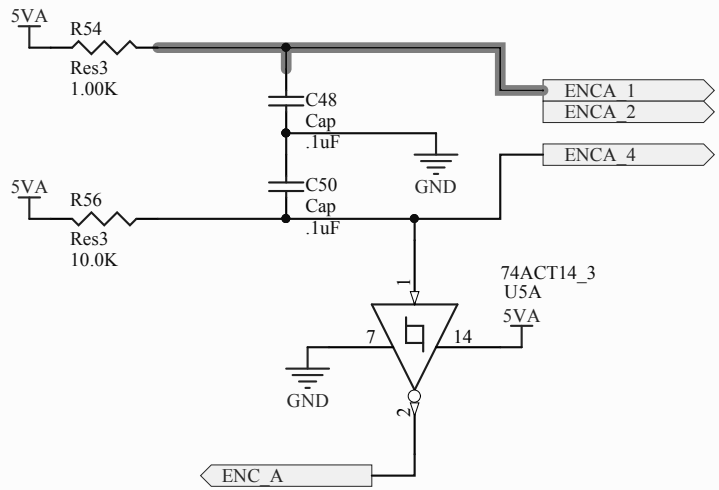 5VA
R54
Res3
1.00K
ENCA_1
ENCA_2
C48
Cap
.1uF
GND
ENCA_4
5VA
R56
Res3
10.0K
C50
Cap
.1uF
1
74ACT14_3
U5A
5VA
7
14
GND
2
ENC_A